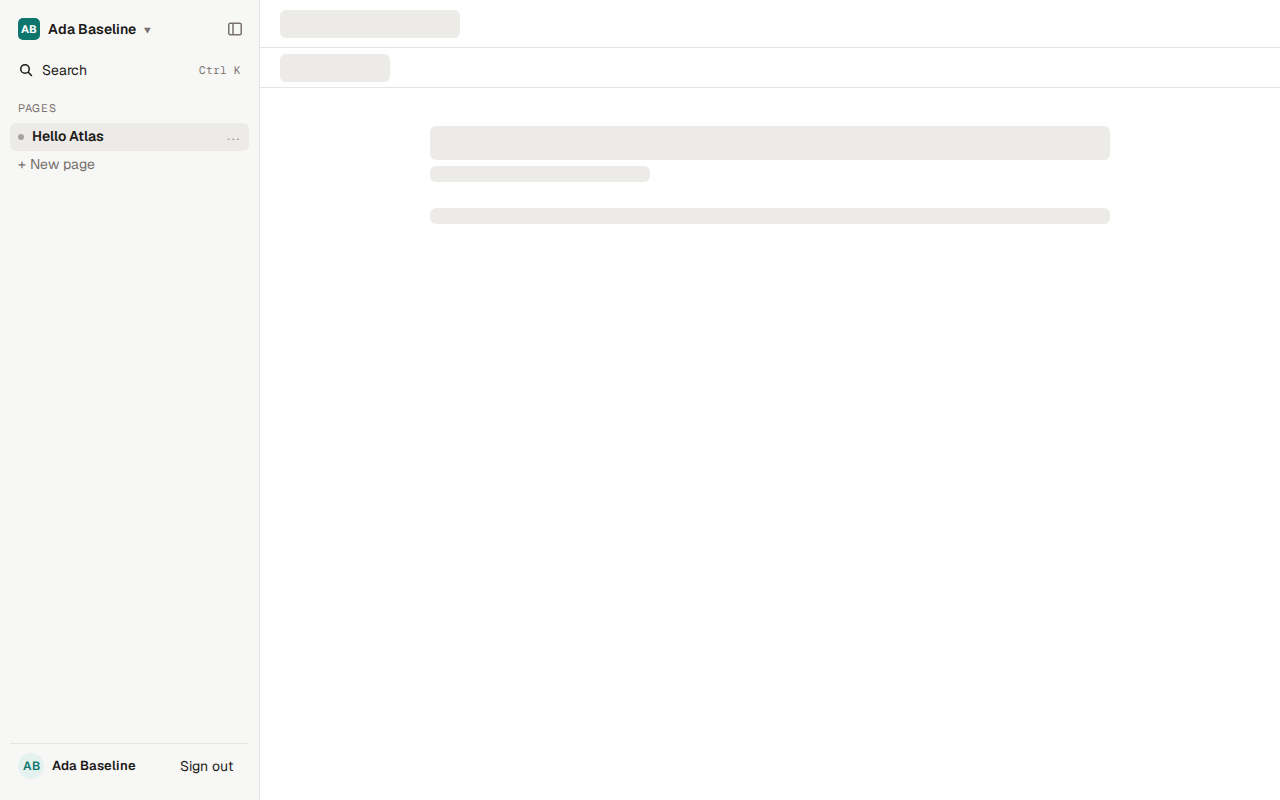 AB Ada Baseline ▾
Search Ctrl K
PAGES
Hello Atlas ...
+ New page
AB Ada Baseline Sign out